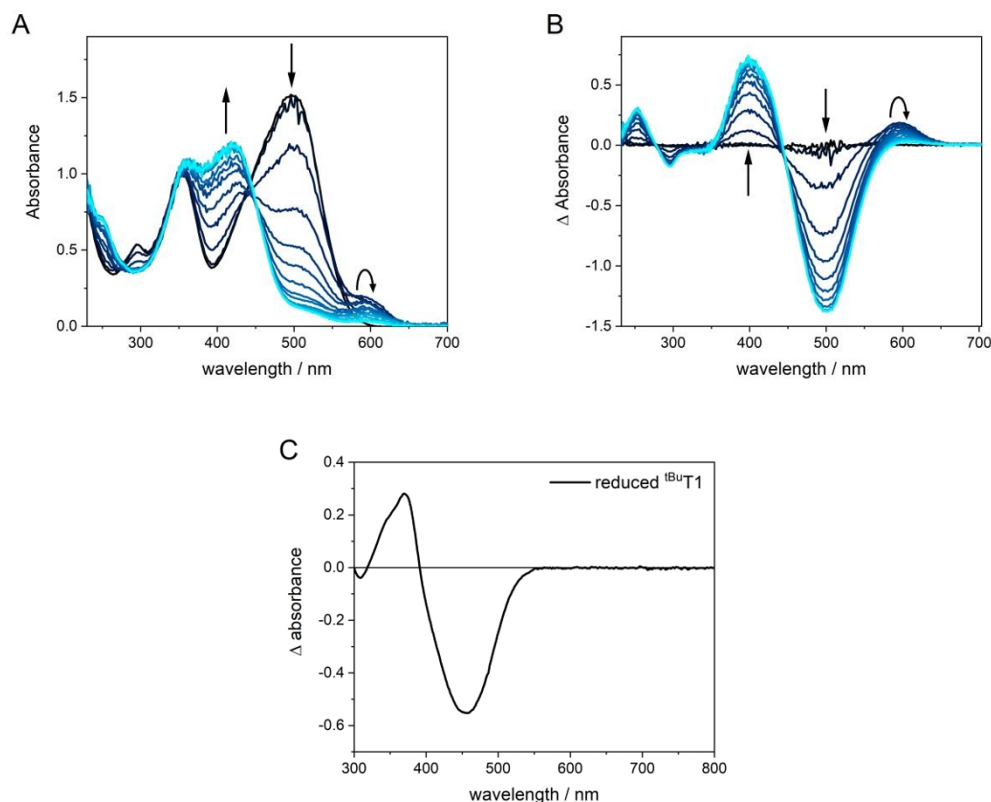 A
Absorbance
1.5
1.0
0.5
0.0
300 400 500 600 700
wavelength / nm
B
Δ Absorbance
0.5
0.0
-0.5
-1.0
-1.5
300 400 500 600 700
wavelength / nm
C
Δ absorbance
0.4
0.2
0.0
-0.2
-0.4
-0.6
reduced ᵗᴮᵘT1
300 400 500 600 700 800
wavelength / nm